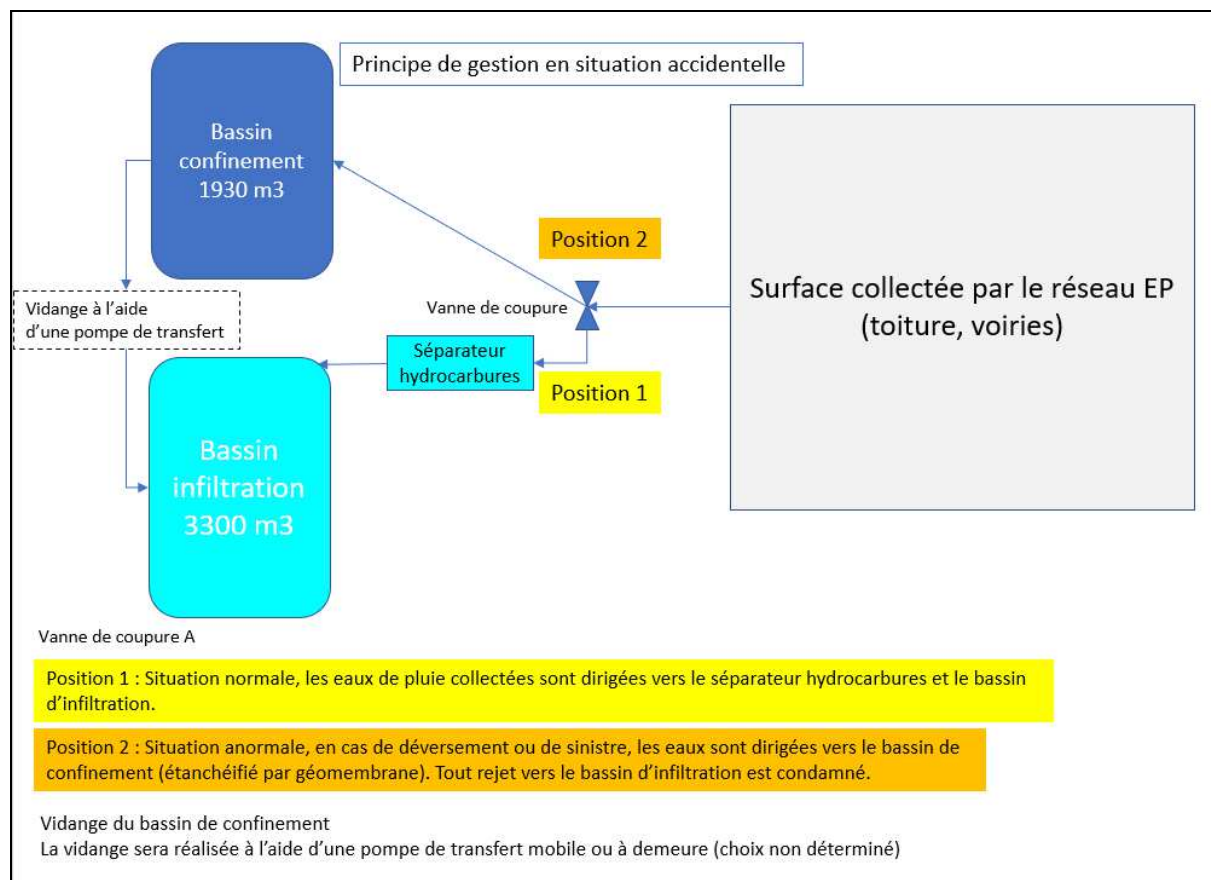 Principe de gestion en situation accidentelle
Bassin
confinement
1930 m3
Position 2
Surface collectée par le réseau EP
(toiture, voiries)
Vanne de coupure
Vidange à l’aide
d’une pompe de transfert
Séparateur
hydrocarbures
Position 1
Bassin
infiltration
3300 m3
Vanne de coupure A
Position 1 : Situation normale, les eaux de pluie collectées sont dirigées vers le séparateur hydrocarbures et le bassin
d’infiltration.
Position 2 : Situation anormale, en cas de déversement ou de sinistre, les eaux sont dirigées vers le bassin de
confinement (étanchéifié par géomembrane). Tout rejet vers le bassin d’infiltration est condamné.
Vidange du bassin de confinement
La vidange sera réalisée à l’aide d’une pompe de transfert mobile ou à demeure (choix non déterminé)